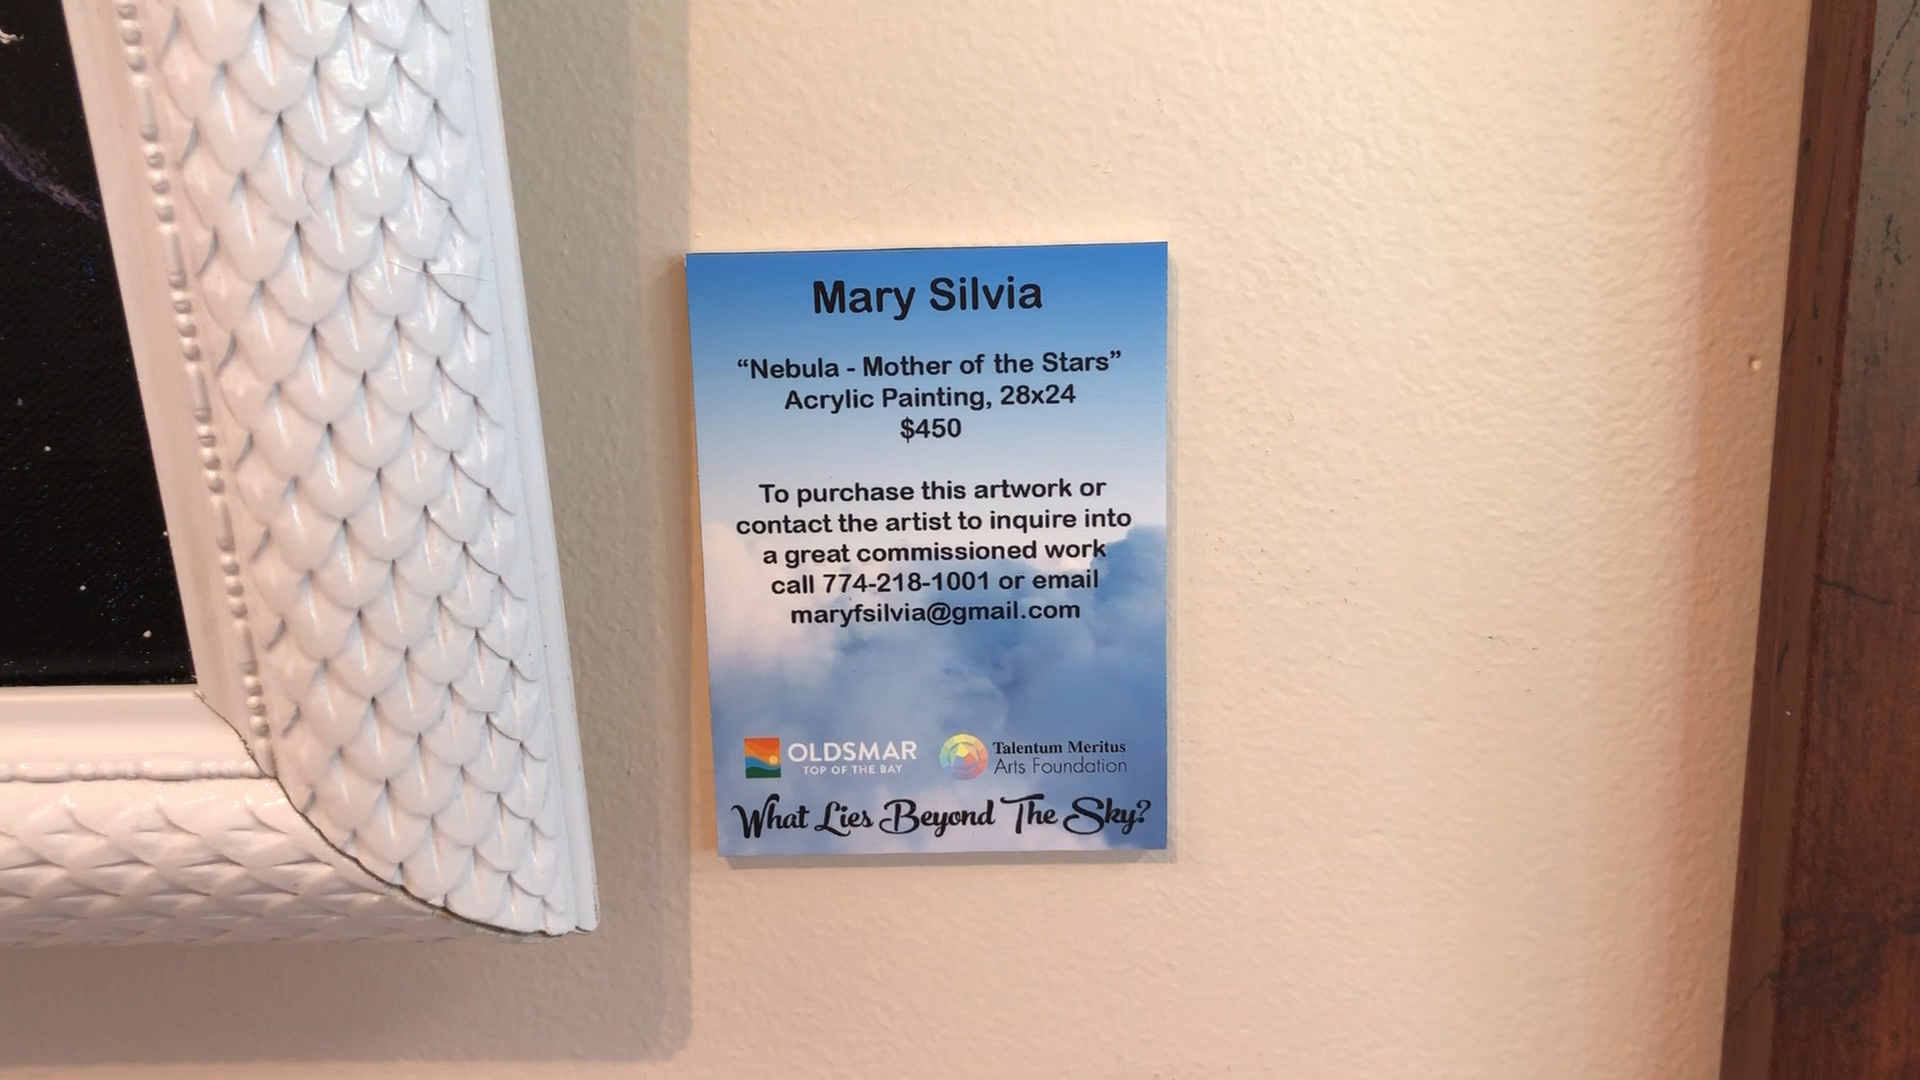 Mary Silvia
“Nebula - Mother of the Stars”
Acrylic Painting, 28x24
$450
To purchase this artwork or
contact the artist to inquire into
a great commissioned work
call 774-218-1001 or email
maryfsilvia@gmail.com
OLDSMAR
TOP OF THE BAY
Talentum Meritus
Arts Foundation
What Lies Beyond The Sky?